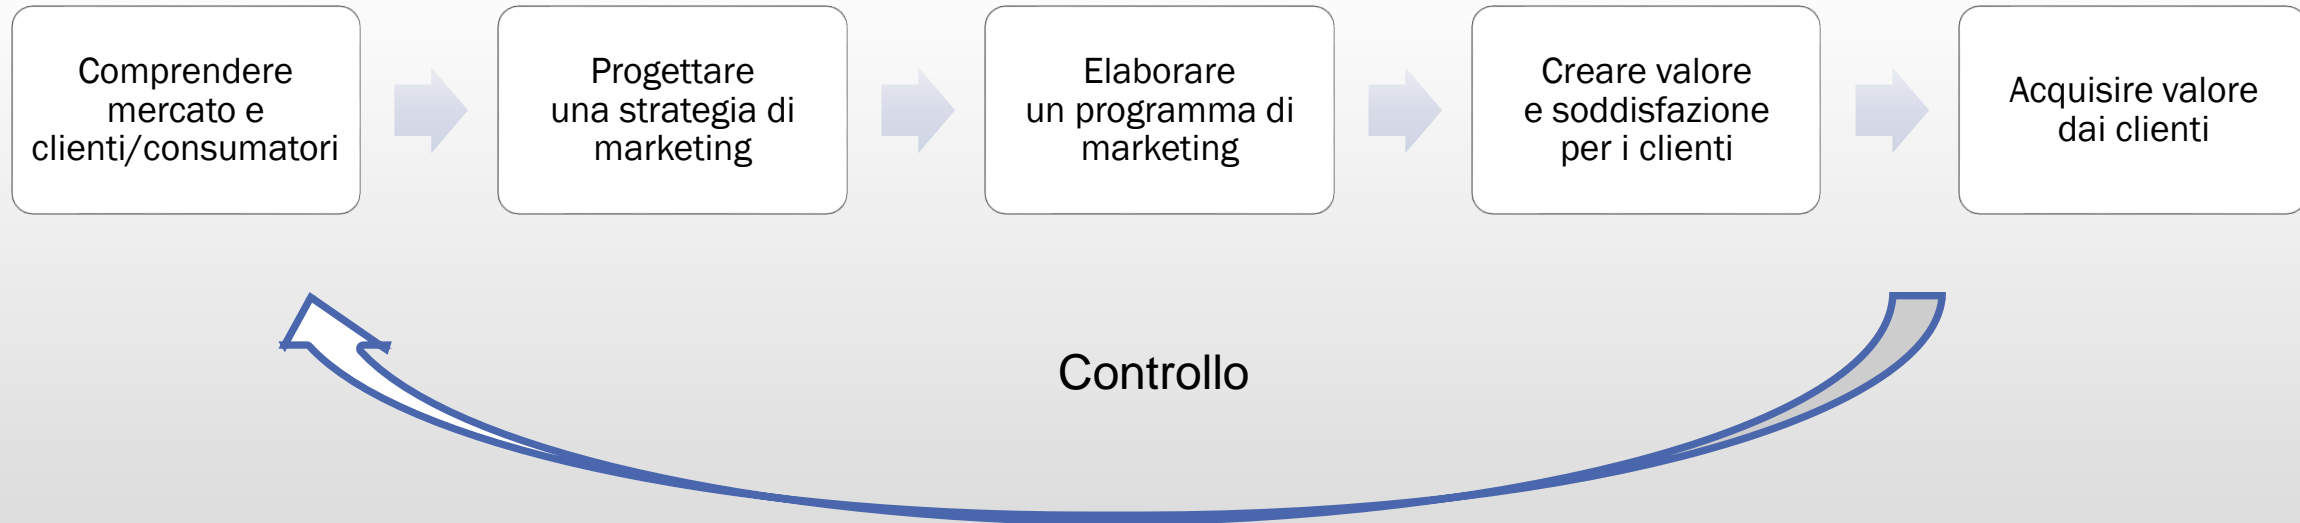 Comprendere
mercato e
clienti/consumatori
Progettare
una strategia di
marketing
Elaborare
un programma di
marketing
Creare valore
e soddisfazione
per i clienti
Acquisire valore
dai clienti
Controllo